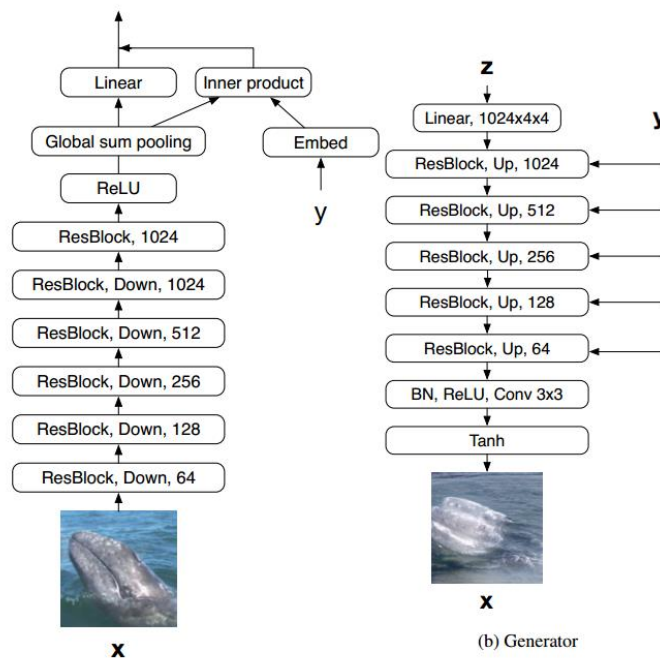 Linear
Inner product
Global sum pooling
Embed
ReLU
y
ResBlock, 1024
ResBlock, Down, 1024
ResBlock, Down, 512
ResBlock, Down, 256
ResBlock, Down, 128
ResBlock, Down, 64
x
z
Linear, 1024x4x4
y
ResBlock, Up, 1024
ResBlock, Up, 512
ResBlock, Up, 256
ResBlock, Up, 128
ResBlock, Up, 64
BN, ReLU, Conv 3x3
Tanh
x
(b) Generator